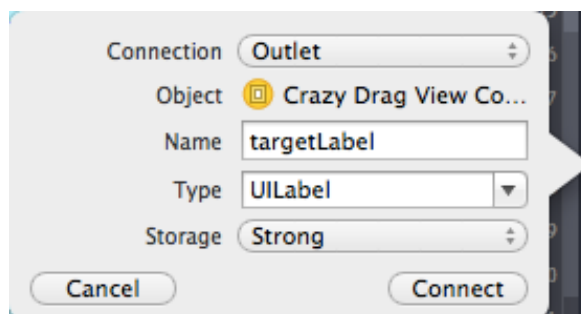 Connection Outlet
Object Crazy Drag View Co...
Name targetLabel
Type UILabel
Storage Strong
Cancel Connect